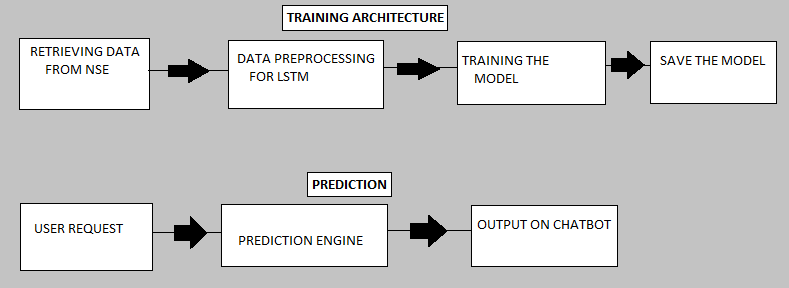 TRAINING ARCHITECTURE
RETRIEVING DATA
FROM NSE
DATA PREPROCESSING
FOR LSTM
TRAINING THE
MODEL
SAVE THE MODEL
PREDICTION
USER REQUEST
PREDICTION ENGINE
OUTPUT ON CHATBOT